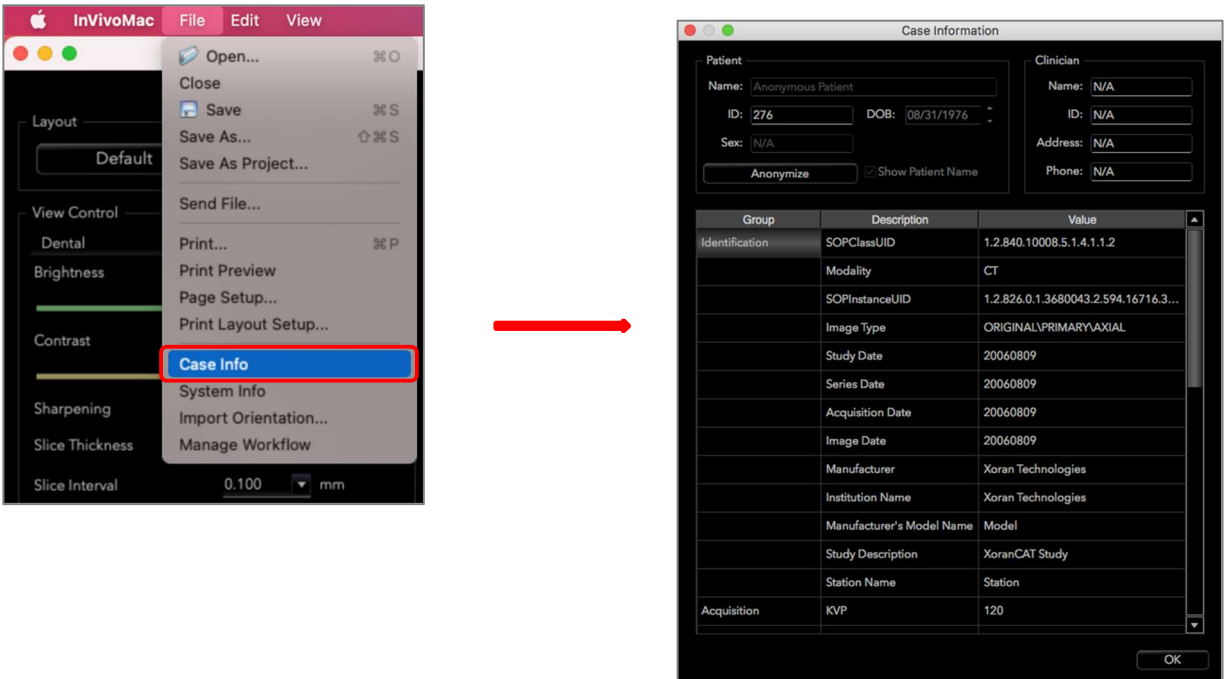 InVivoMac File Edit View
Open... ⌘O
Close
Save ⌘S
Save As... ⇧⌘S
Save As Project...
Send File...
Print... ⌘P
Print Preview
Page Setup...
Print Layout Setup...
Case Info
System Info
Import Orientation...
Manage Workflow
Layout
Default
View Control
Dental
Brightness
Contrast
Sharpening
Slice Thickness
Slice Interval 0.100 mm
Case Information
Patient
Name: Anonymous Patient
ID: 276 DOB: 08/31/1976
Sex: N/A
Anonymize Show Patient Name
Clinician
Name: N/A
ID: N/A
Address: N/A
Phone: N/A
Group Description Value
Identification SOPClassUID 1.2.840.10008.5.1.4.1.1.2
Modality CT
SOPInstanceUID 1.2.826.0.1.3680043.2.594.16716.3...
Image Type ORIGINAL\PRIMARY\AXIAL
Study Date 20060809
Series Date 20060809
Acquisition Date 20060809
Image Date 20060809
Manufacturer Xoran Technologies
Institution Name Xoran Technologies
Manufacturer's Model Name Model
Study Description XoranCAT Study
Station Name Station
Acquisition KVP 120
OK